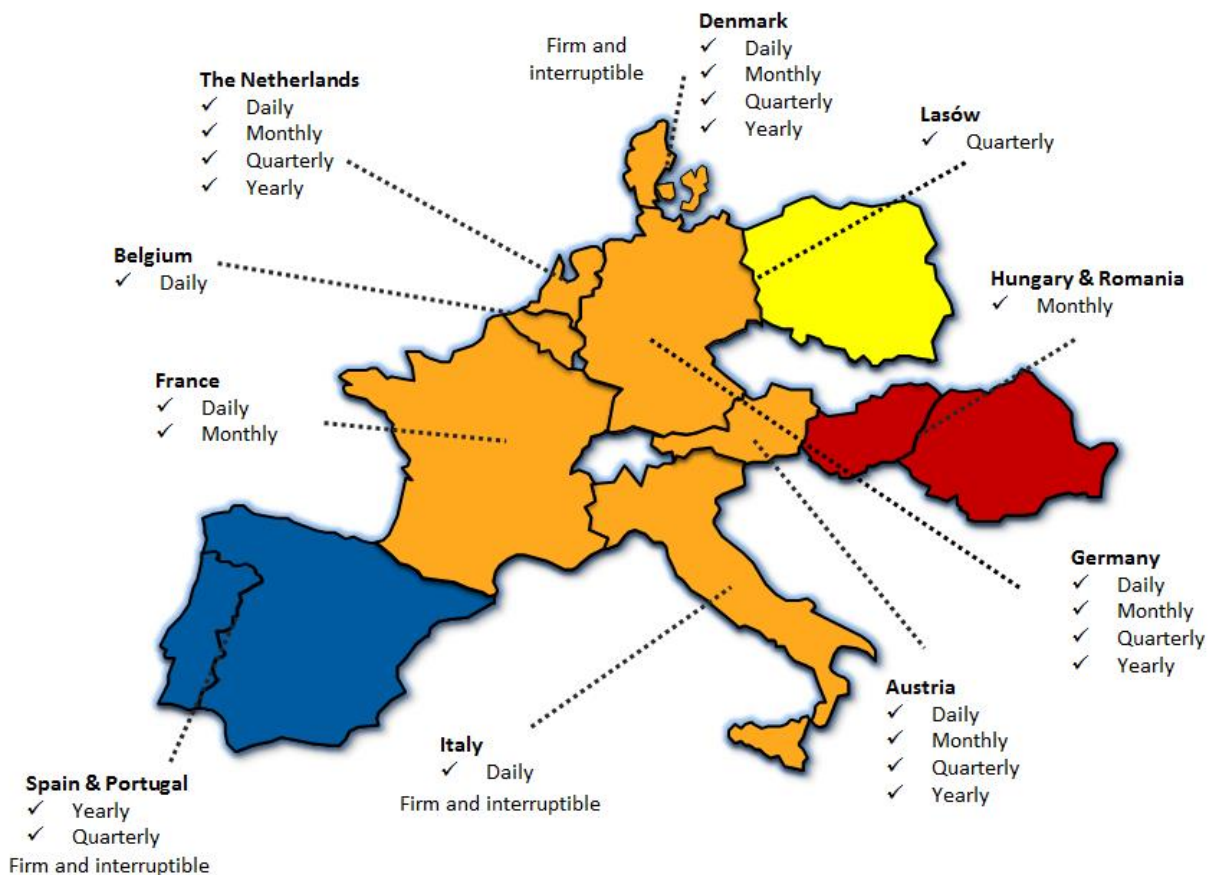 Denmark
✓ Daily
✓ Monthly
✓ Quarterly
✓ Yearly
Firm and
interruptible
The Netherlands
✓ Daily
✓ Monthly
✓ Quarterly
✓ Yearly
Lasów
✓ Quarterly
Belgium
✓ Daily
Hungary & Romania
✓ Monthly
France
✓ Daily
✓ Monthly
Germany
✓ Daily
✓ Monthly
✓ Quarterly
✓ Yearly
Austria
✓ Daily
✓ Monthly
✓ Quarterly
✓ Yearly
Italy
✓ Daily
Firm and interruptible
Spain & Portugal
✓ Yearly
✓ Quarterly
Firm and interruptible